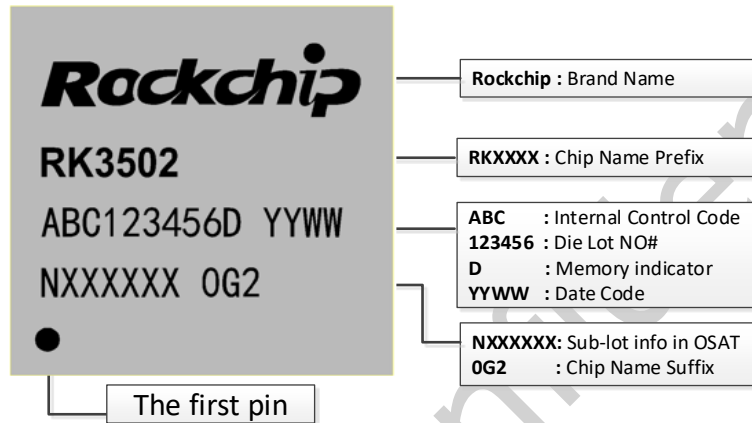 Rockchip
RK3502
ABC123456D YYWW
NXXXXXX 0G2
Rockchip : Brand Name
RKXXXX : Chip Name Prefix
ABC : Internal Control Code
123456 : Die Lot NO#
D : Memory indicator
YYWW : Date Code
NXXXXXX: Sub-lot info in OSAT
0G2 : Chip Name Suffix
The first pin